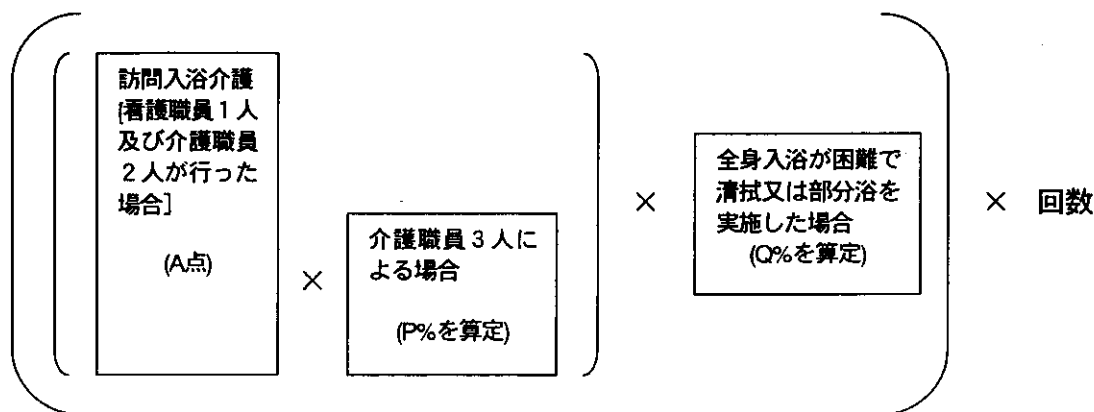 訪問入浴介護
[看護職員１人
及び介護職員
２人が行った
場合]
(A点)
×
介護職員３人に
よる場合
(P%を算定)
×
全身入浴が困難で
清拭又は部分浴を
実施した場合
(Q%を算定)
×
回数